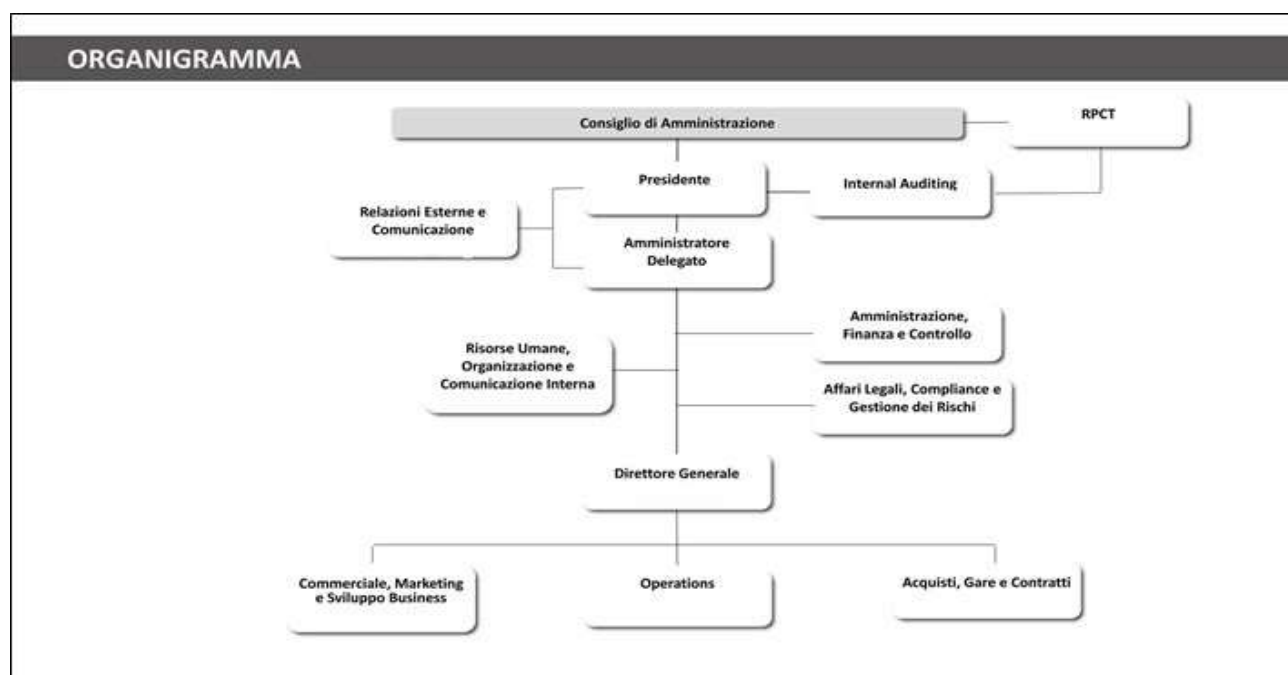 ORGANIGRAMMA
Consiglio di Amministrazione
RPCT
Presidente
Internal Auditing
Relazioni Esterne e
Comunicazione
Amministratore
Delegato
Amministrazione,
Finanza e Controllo
Risorse Umane,
Organizzazione e
Comunicazione Interna
Affari Legali, Compliance e
Gestione dei Rischi
Direttore Generale
Commerciale, Marketing
e Sviluppo Business
Operations
Acquisti, Gare e Contratti